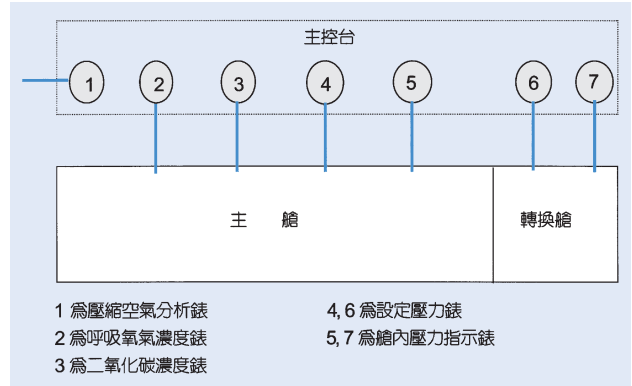 主控台
1 2 3 4 5 6 7
主 艙 轉換艙
1 爲壓縮空氣分析錶
2 爲呼吸氧氣濃度錶
3 爲二氧化碳濃度錶
4, 6 爲設定壓力錶
5, 7 爲艙內壓力指示錶